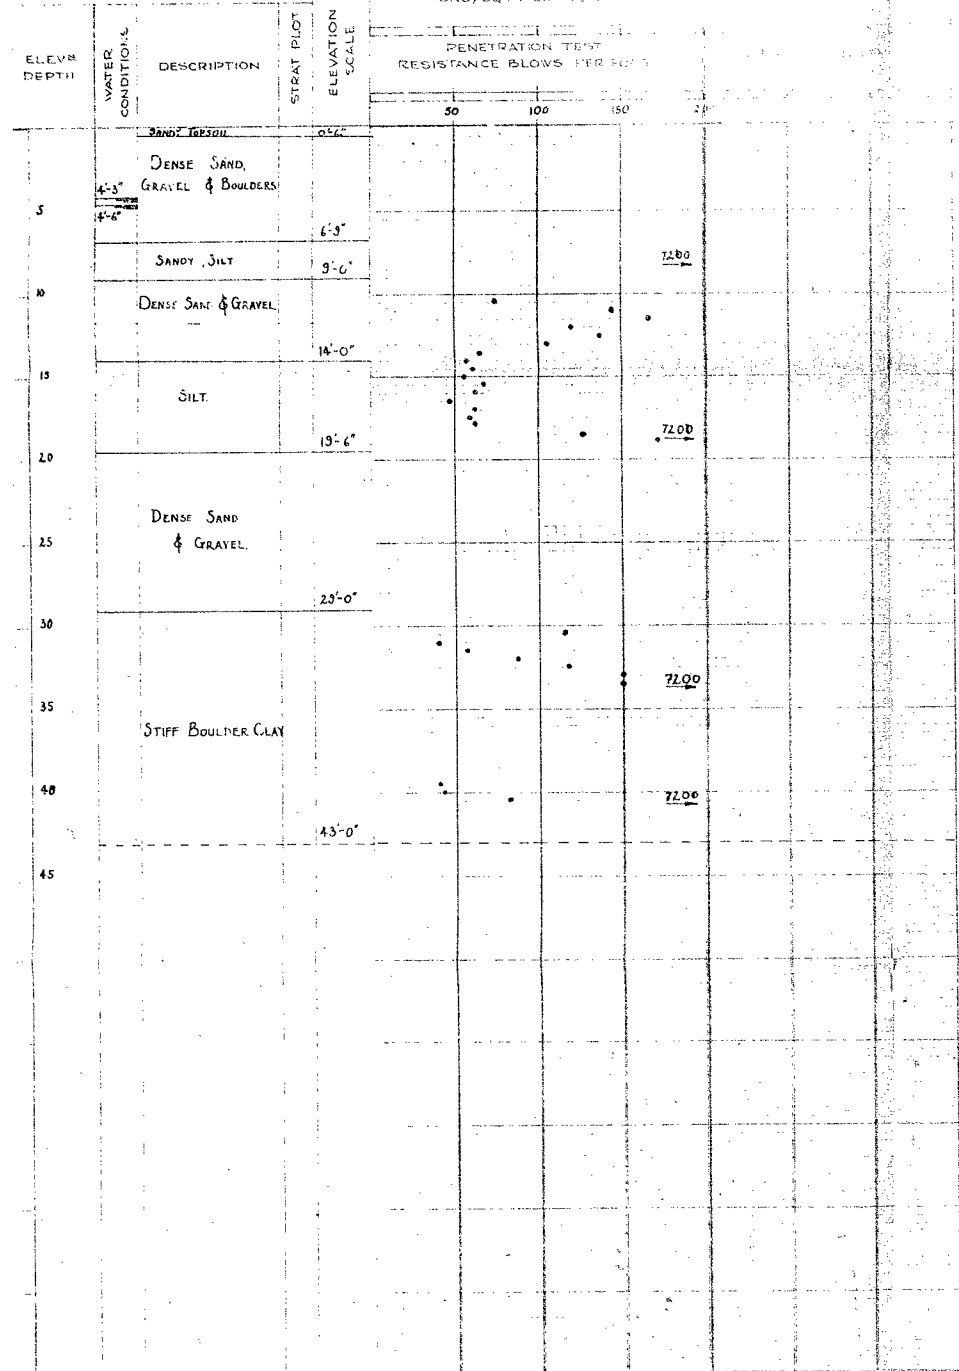 ELEVN
DEPTH
WATER
CONDITIONS
DESCRIPTION
STRAT PLOT
ELEVATION
SCALE
PENETRATION TEST
RESISTANCE BLOWS PER
50 100 150
SANDY TOPSOIL 0'-6"
DENSE SAND,
GRAVEL & BOULDERS
4'-3"
5
4'-6"
6'-9"
SANDY SILT
7200
9'-0"
10
DENSE SAND & GRAVEL
14'-0"
15
SILT.
7200
19'-6"
20
DENSE SAND
25
& GRAVEL.
29'-0"
30
7200
35
STIFF BOULDER CLAY
40
7200
43'-0"
45